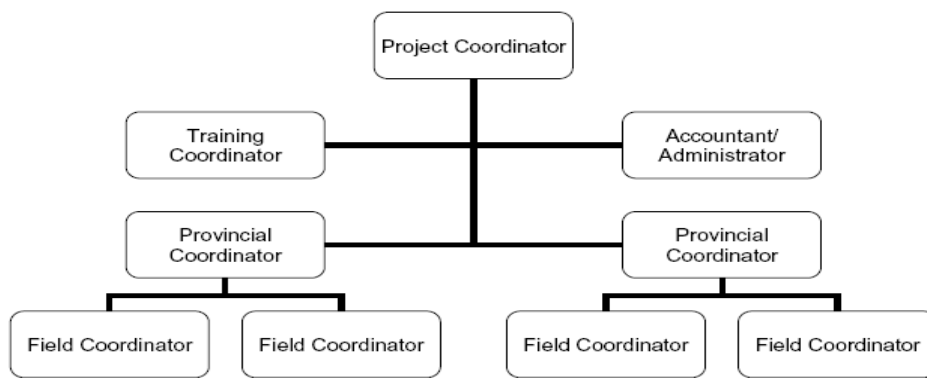 Project Coordinator
Training
Coordinator
Accountant/
Administrator
Provincial
Coordinator
Provincial
Coordinator
Field Coordinator
Field Coordinator
Field Coordinator
Field Coordinator